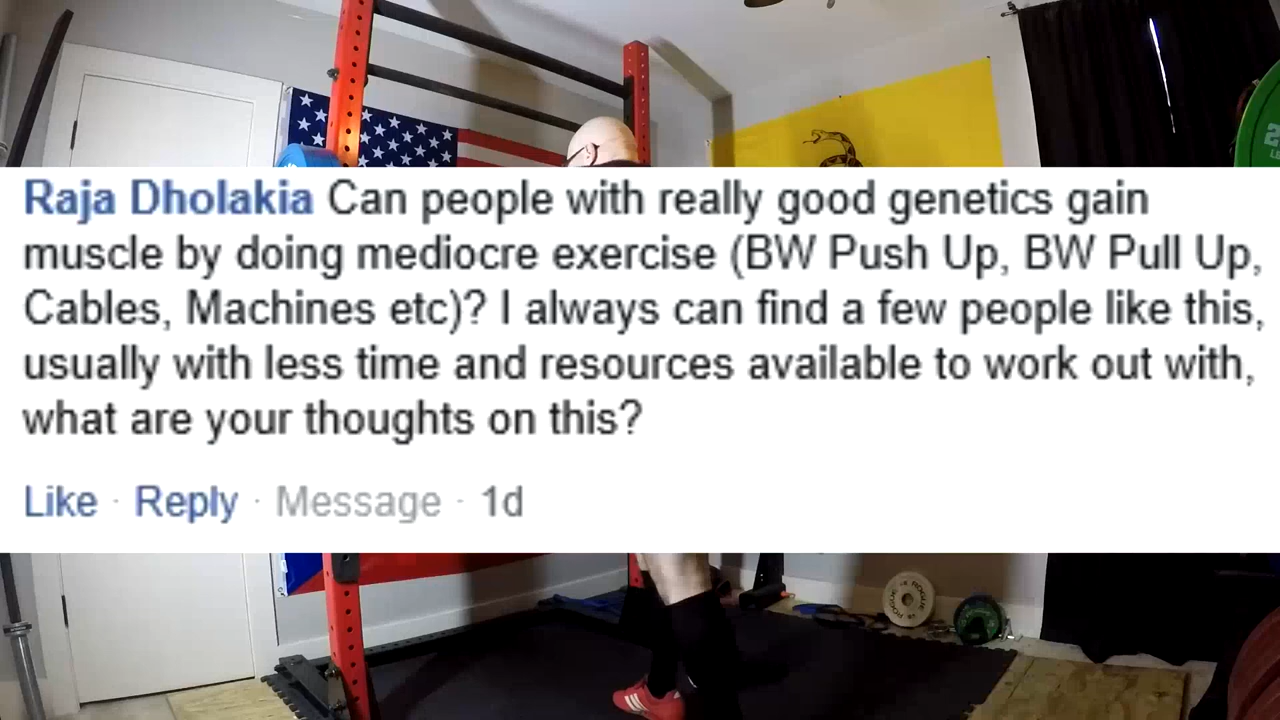 Raja Dholakia Can people with really good genetics gain
muscle by doing mediocre exercise (BW Push Up, BW Pull Up,
Cables, Machines etc)? I always can find a few people like this,
usually with less time and resources available to work out with,
what are your thoughts on this?
Like · Reply · Message · 1d
ROGUE